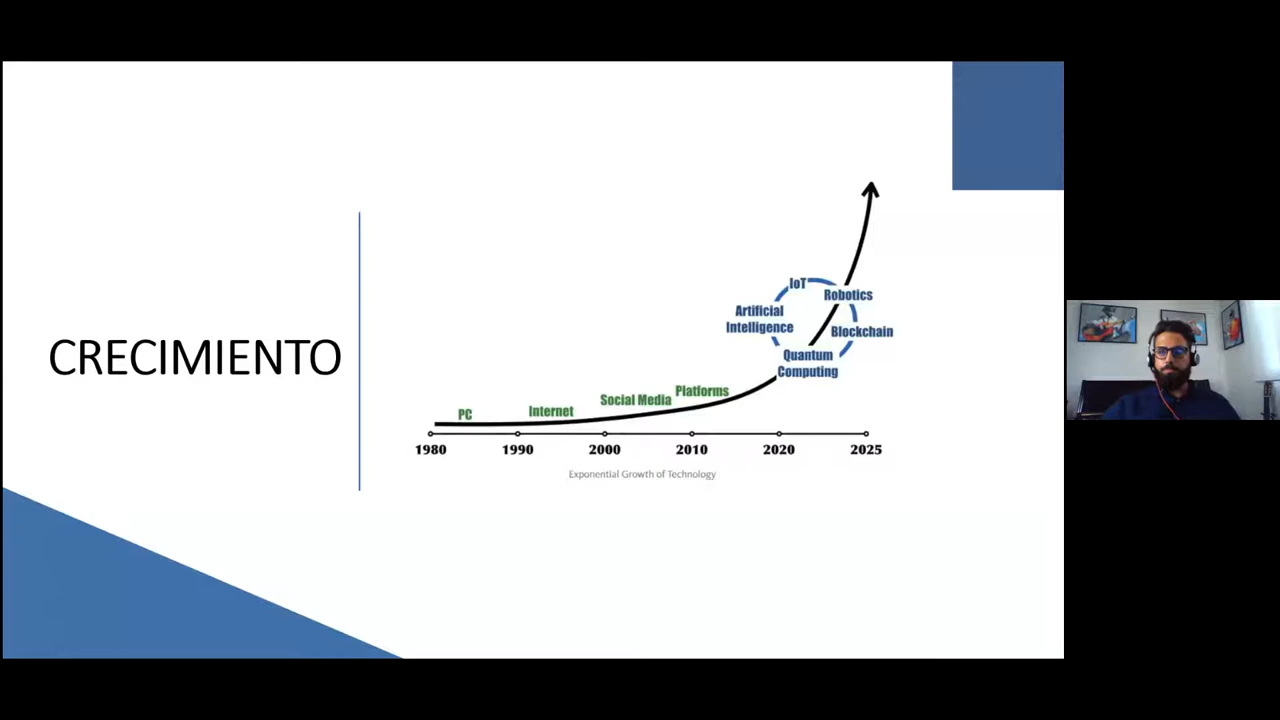 CRECIMIENTO
IoT
Robotics
Artificial
Intelligence
Blockchain
Quantum
Computing
Platforms
Social Media
Internet
PC
1980 1990 2000 2010 2020 2025
Exponential Growth of Technology